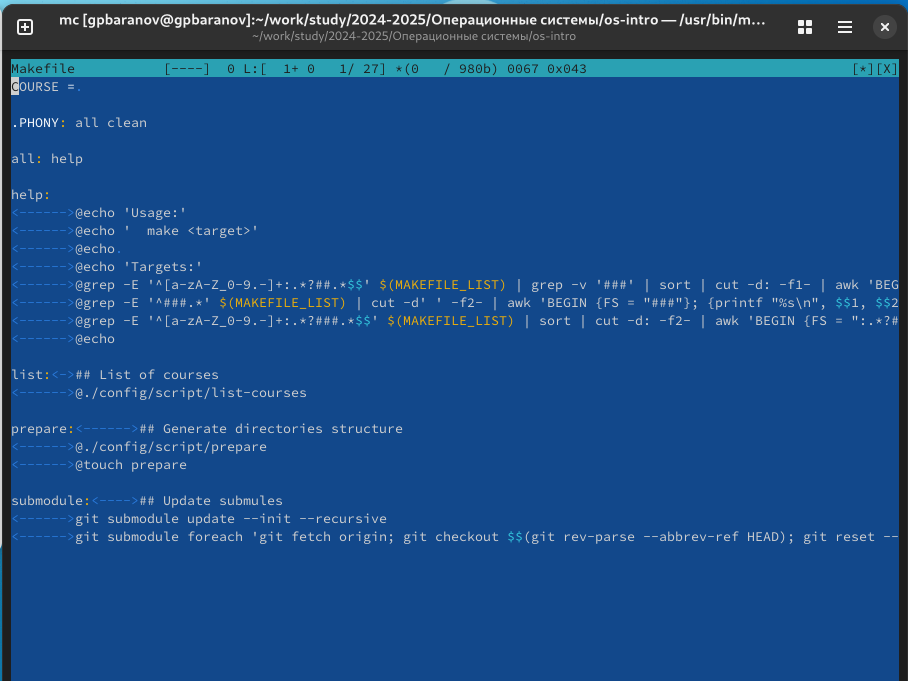 mc [gpbaranov@gpbaranov]:~/work/study/2024-2025/Операционные системы/os-intro — /usr/bin/m…
~/work/study/2024-2025/Операционные системы/os-intro
Makefile [----] 0 L:[ 1+ 0 1/ 27] *(0 / 980b) 0067 0x043 [*][X]
COURSE =.

.PHONY: all clean

all: help

help:
<------>@echo 'Usage:'
<------>@echo '  make <target>'
<------>@echo.
<------>@echo 'Targets:'
<------>@grep -E '^[a-zA-Z_0-9.-]+:.*?##.*$$' $(MAKEFILE_LIST) | grep -v '###' | sort | cut -d: -f1- | awk 'BEG
<------>@grep -E '^###.*' $(MAKEFILE_LIST) | cut -d' ' -f2- | awk 'BEGIN {FS = "###"}; {printf "%s\n", $$1, $$2
<------>@grep -E '^[a-zA-Z_0-9.-]+:.*?###.*$$' $(MAKEFILE_LIST) | sort | cut -d: -f2- | awk 'BEGIN {FS = ":.*?#
<------>@echo

list:<->## List of courses
<------>@./config/script/list-courses

prepare:<------>## Generate directories structure
<------>@./config/script/prepare
<------>@touch prepare

submodule:<---->## Update submules
<------>git submodule update --init --recursive
<------>git submodule foreach 'git fetch origin; git checkout $$(git rev-parse --abbrev-ref HEAD); git reset --